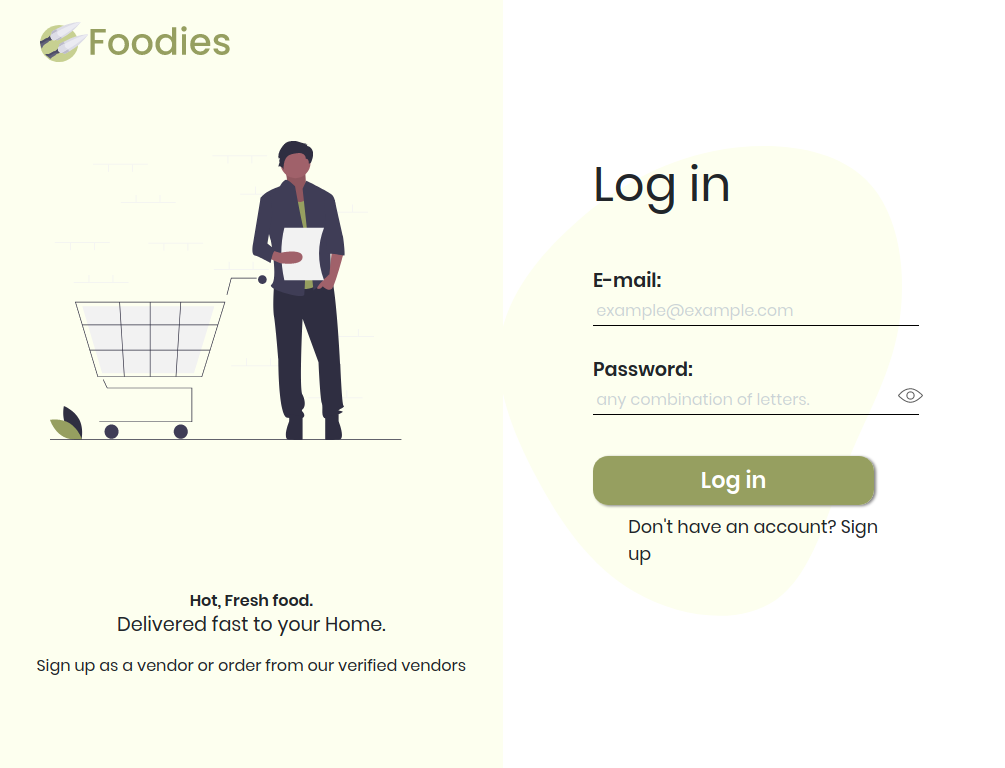 Foodies
Hot, Fresh food.
Delivered fast to your Home.
Sign up as a vendor or order from our verified vendors
Log in
E-mail:
example@example.com
Password:
any combination of letters.
Log in
Don't have an account? Sign
up